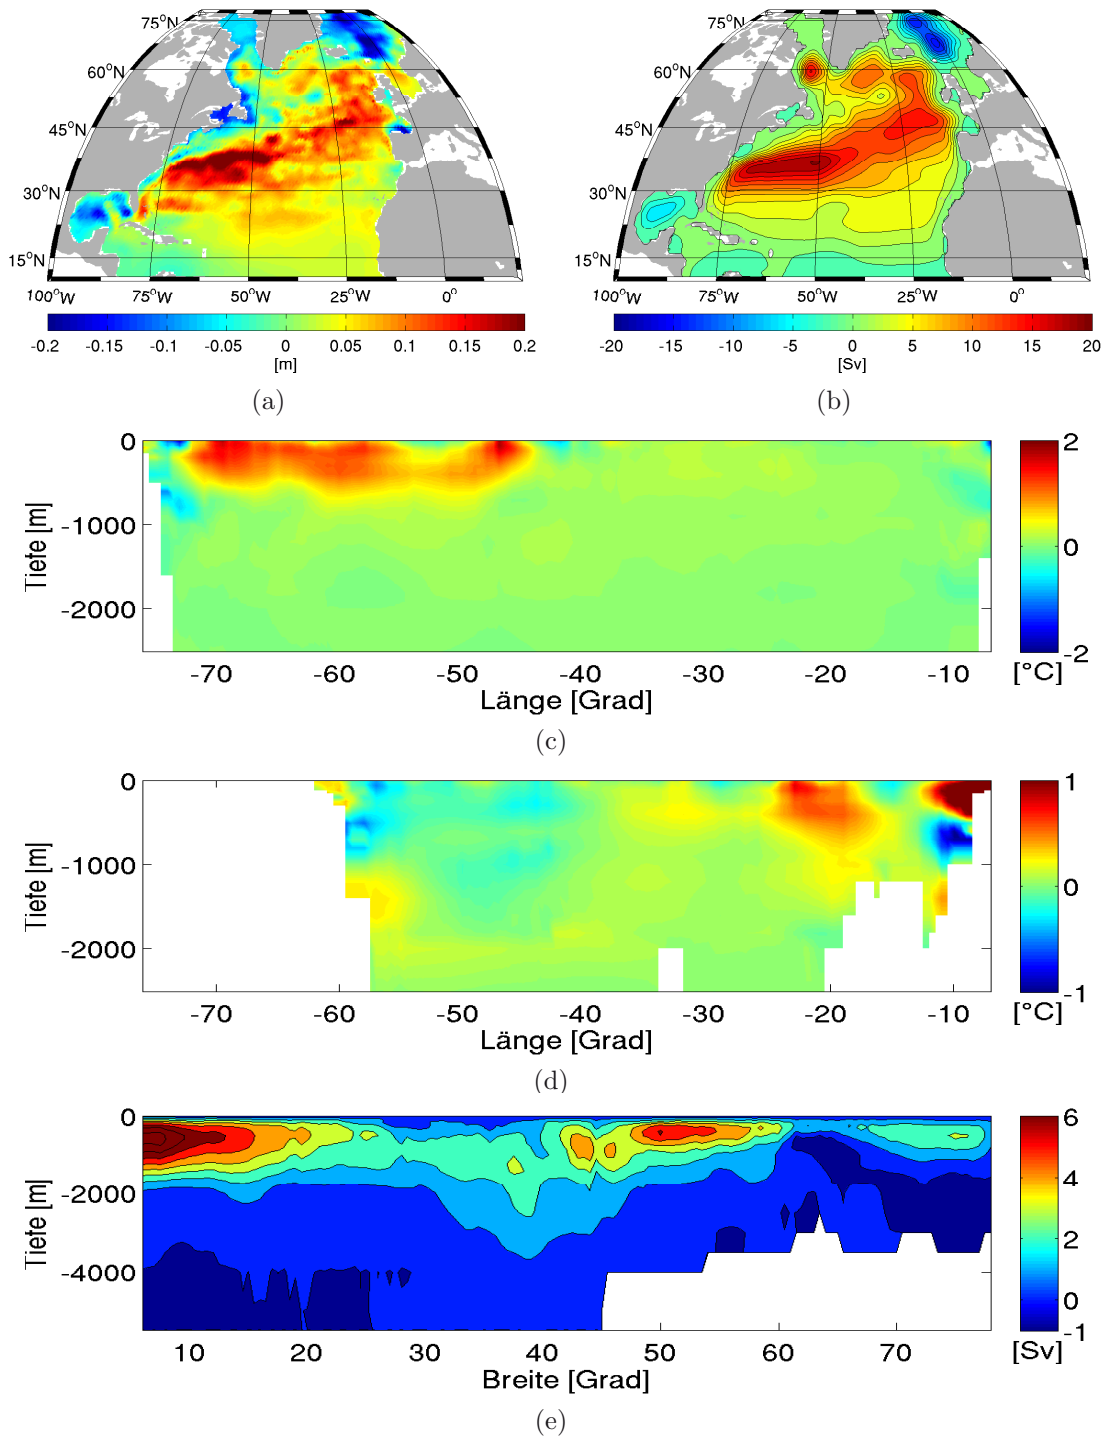 75°N
60°N
45°N
30°N
15°N
100°W 75°W 50°W 25°W 0°
-0.2 -0.15 -0.1 -0.05 0 0.05 0.1 0.15 0.2
[m]
(a)
75°N
60°N
45°N
30°N
15°N
100°W 75°W 50°W 25°W 0°
-20 -15 -10 -5 0 5 10 15 20
[Sv]
(b)
0
-1000
-2000
Tiefe [m]
-70 -60 -50 -40 -30 -20 -10
Länge [Grad]
2
0
-2
[°C]
(c)
0
-1000
-2000
Tiefe [m]
-70 -60 -50 -40 -30 -20 -10
Länge [Grad]
1
0
-1
[°C]
(d)
0
-2000
-4000
Tiefe [m]
10 20 30 40 50 60 70
Breite [Grad]
6
4
2
0
-1
[Sv]
(e)